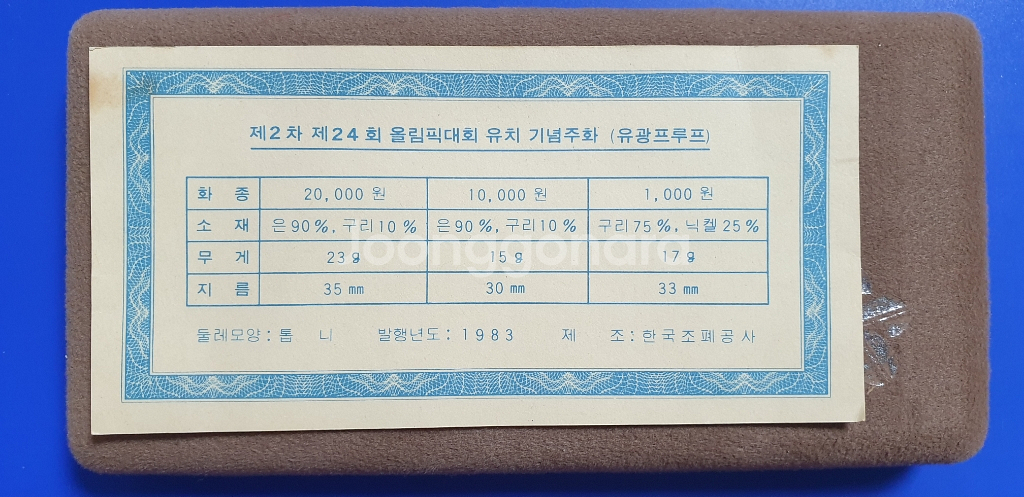 제2차 제24회 올림픽대회 유치 기념주화 (유광프루프)
화 종 20,000 원 10,000 원 1,000 원
소 재 은90%, 구리10% 은90%, 구리10% 구리75%, 닉켈25%
무 게 23g 15g 17g
지 름 35㎜ 30㎜ 33㎜
둘레모양: 톱 니 발행년도: 1983 제 조: 한국조폐공사